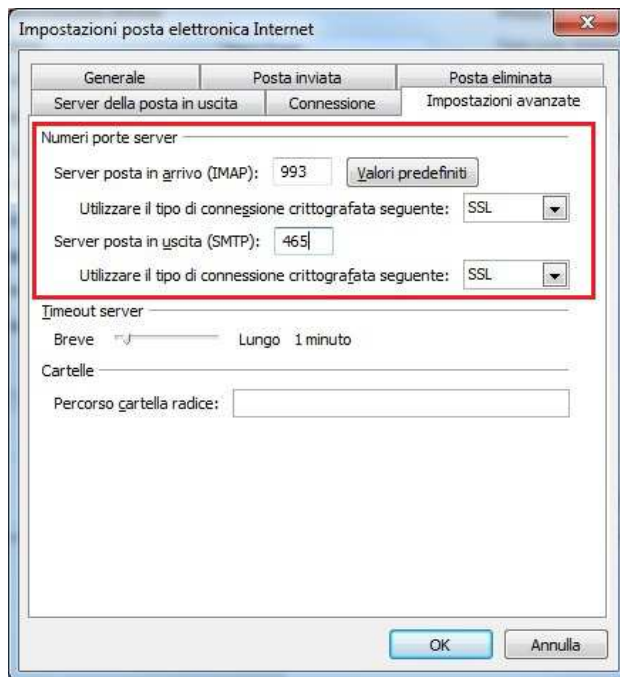 Impostazioni posta elettronica Internet
Generale Posta inviata Posta eliminata
Server della posta in uscita Connessione Impostazioni avanzate
Numeri porte server
Server posta in arrivo (IMAP): 993 Valori predefiniti
Utilizzare il tipo di connessione crittografata seguente: SSL
Server posta in uscita (SMTP): 465
Utilizzare il tipo di connessione crittografata seguente: SSL
Timeout server
Breve Lungo 1 minuto
Cartelle
Percorso cartella radice:
OK Annulla